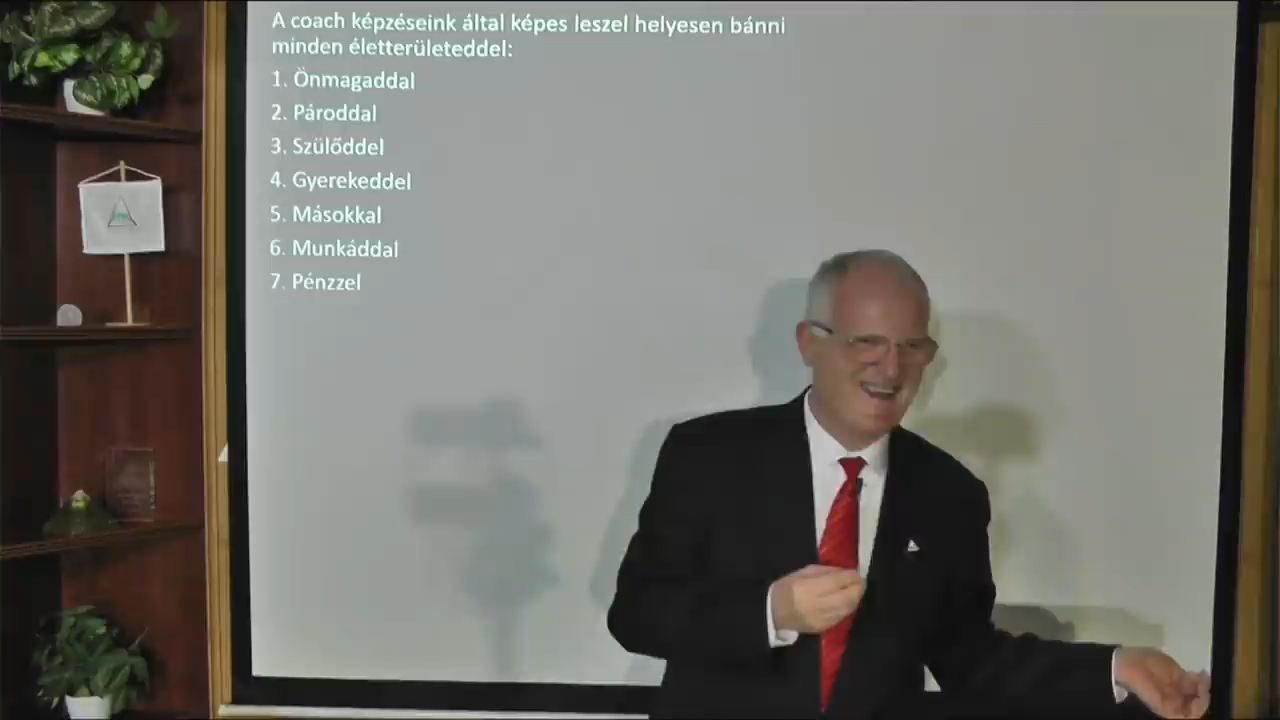 A coach képzéseink által képes leszel helyesen bánni
minden életterületeddel:
1. Önmagaddal
2. Pároddal
3. Szülőddel
4. Gyerekeddel
5. Másokkal
6. Munkáddal
7. Pénzzel